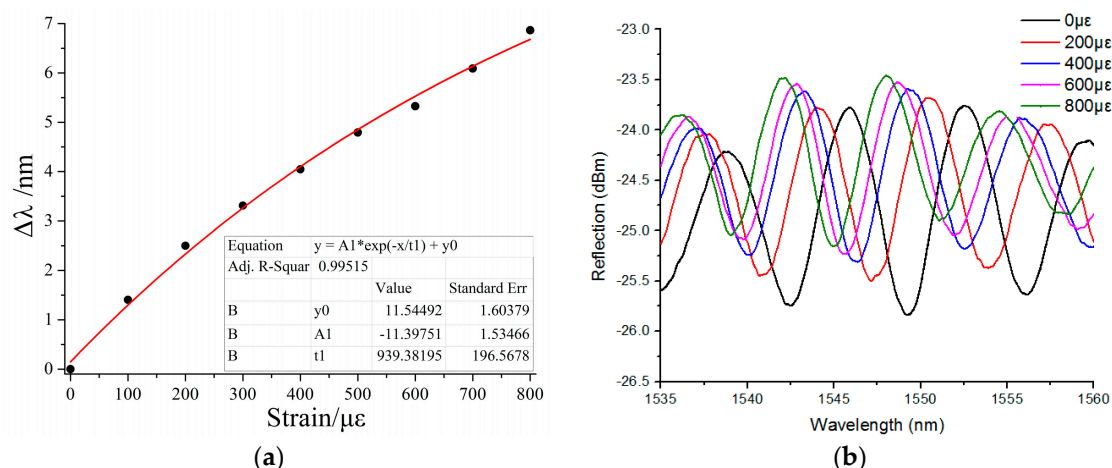 7
6
5
4
3
2
1
0
Δλ /nm
0 100 200 300 400 500 600 700 800
Strain/με
Equation y = A1*exp(-x/t1) + y0
Adj. R-Squar 0.99515
Value Standard Err
B y0 11.54492 1.60379
B A1 -11.39751 1.53466
B t1 939.38195 196.5678
(a)
0με
200με
400με
600με
800με
-23.0
-23.5
-24.0
-24.5
-25.0
-25.5
-26.0
-26.5
Reflection (dBm)
1535 1540 1545 1550 1555 1560
Wavelength (nm)
(b)